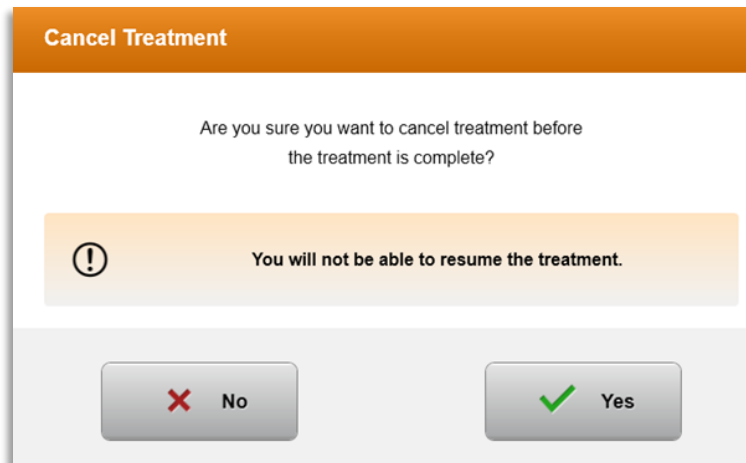 Cancel Treatment
Are you sure you want to cancel treatment before
the treatment is complete?
You will not be able to resume the treatment.
No
Yes